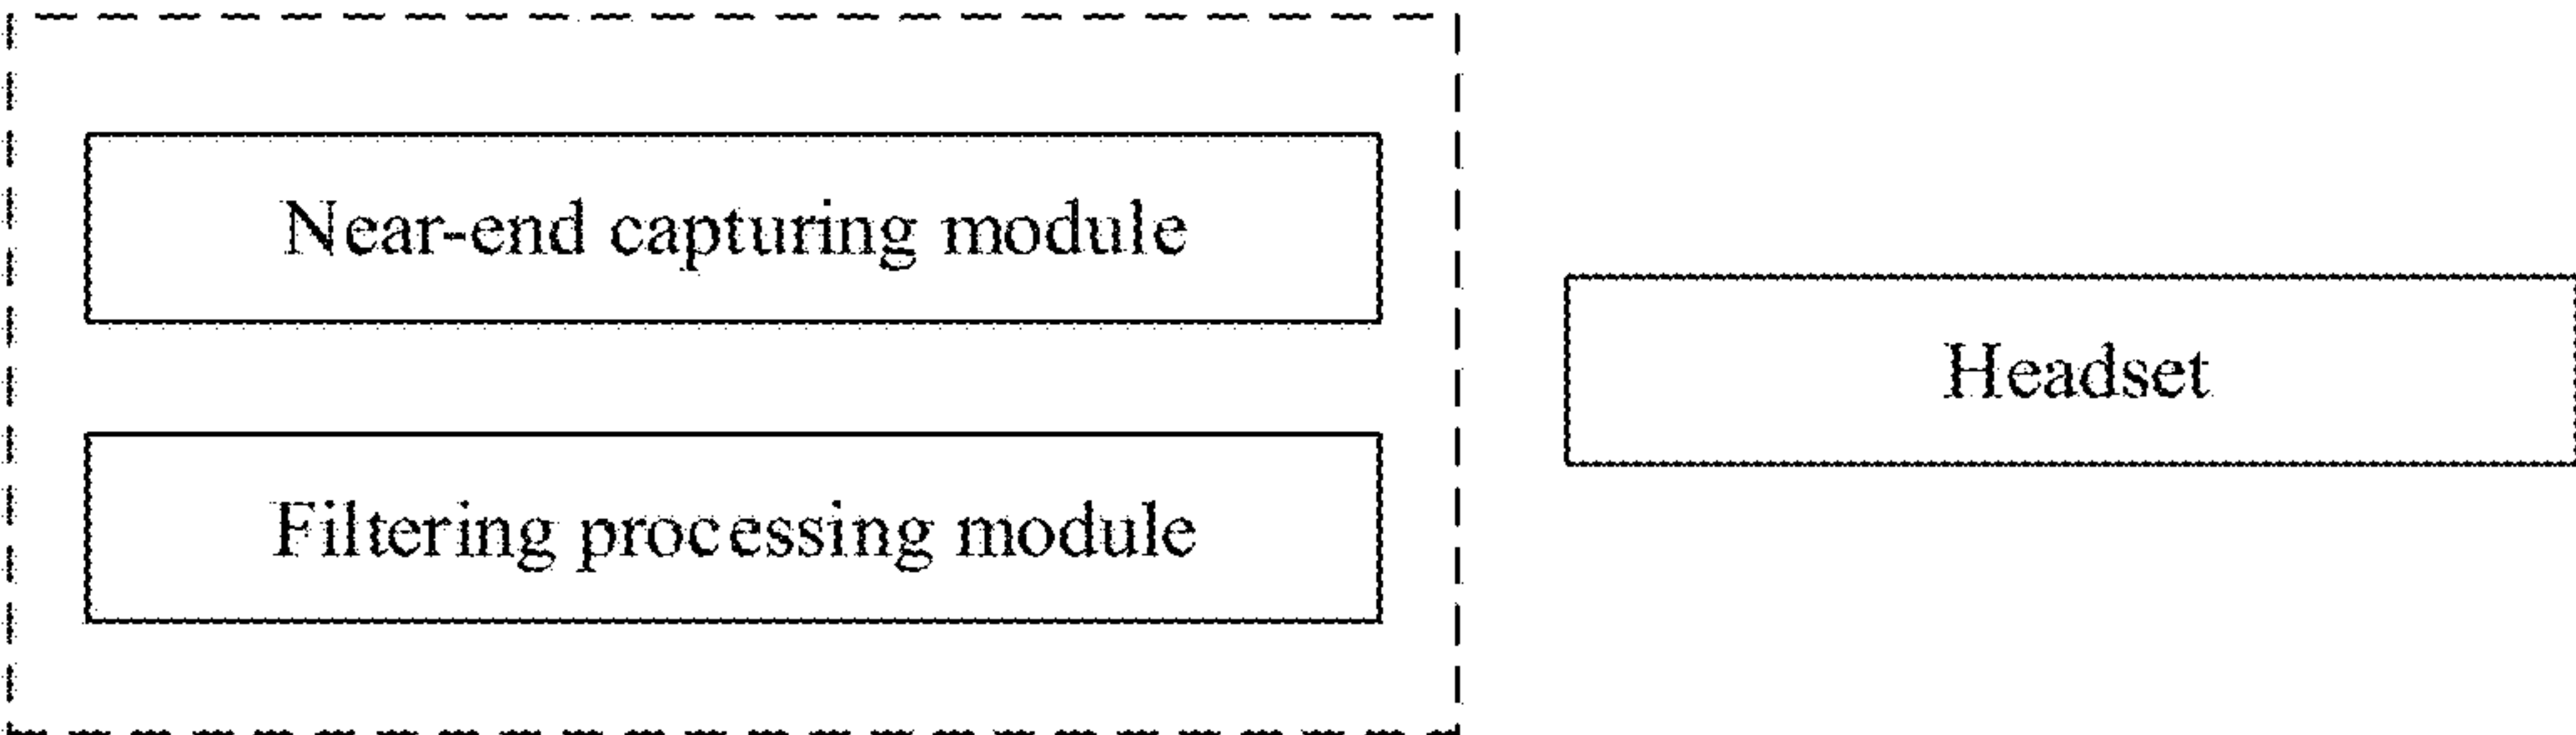 Near-end capturing module
Headset
Filtering processing module